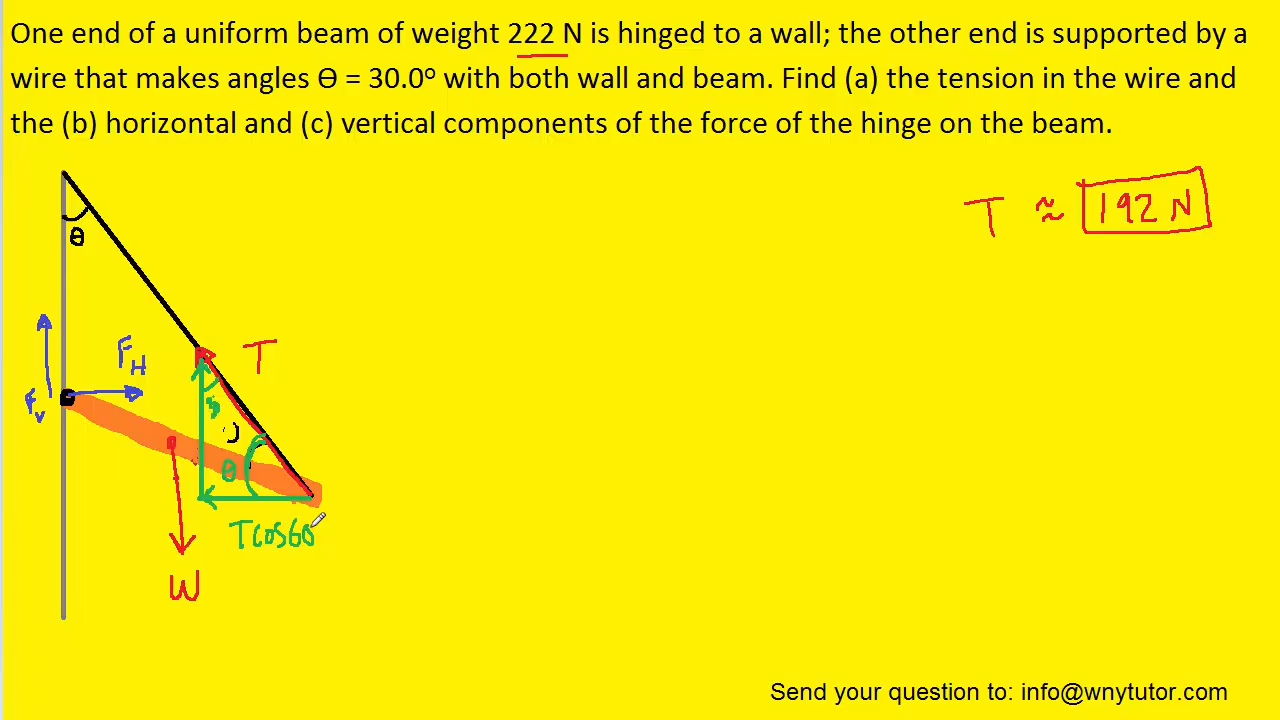 One end of a uniform beam of weight 222 N is hinged to a wall; the other end is supported by a
wire that makes angles Ɵ = 30.0º with both wall and beam. Find (a) the tension in the wire and
the (b) horizontal and (c) vertical components of the force of the hinge on the beam.
T ≈ 192 N
θ
F_H
T
F_v
θ
Tcos60
W
Send your question to: info@wnytutor.com